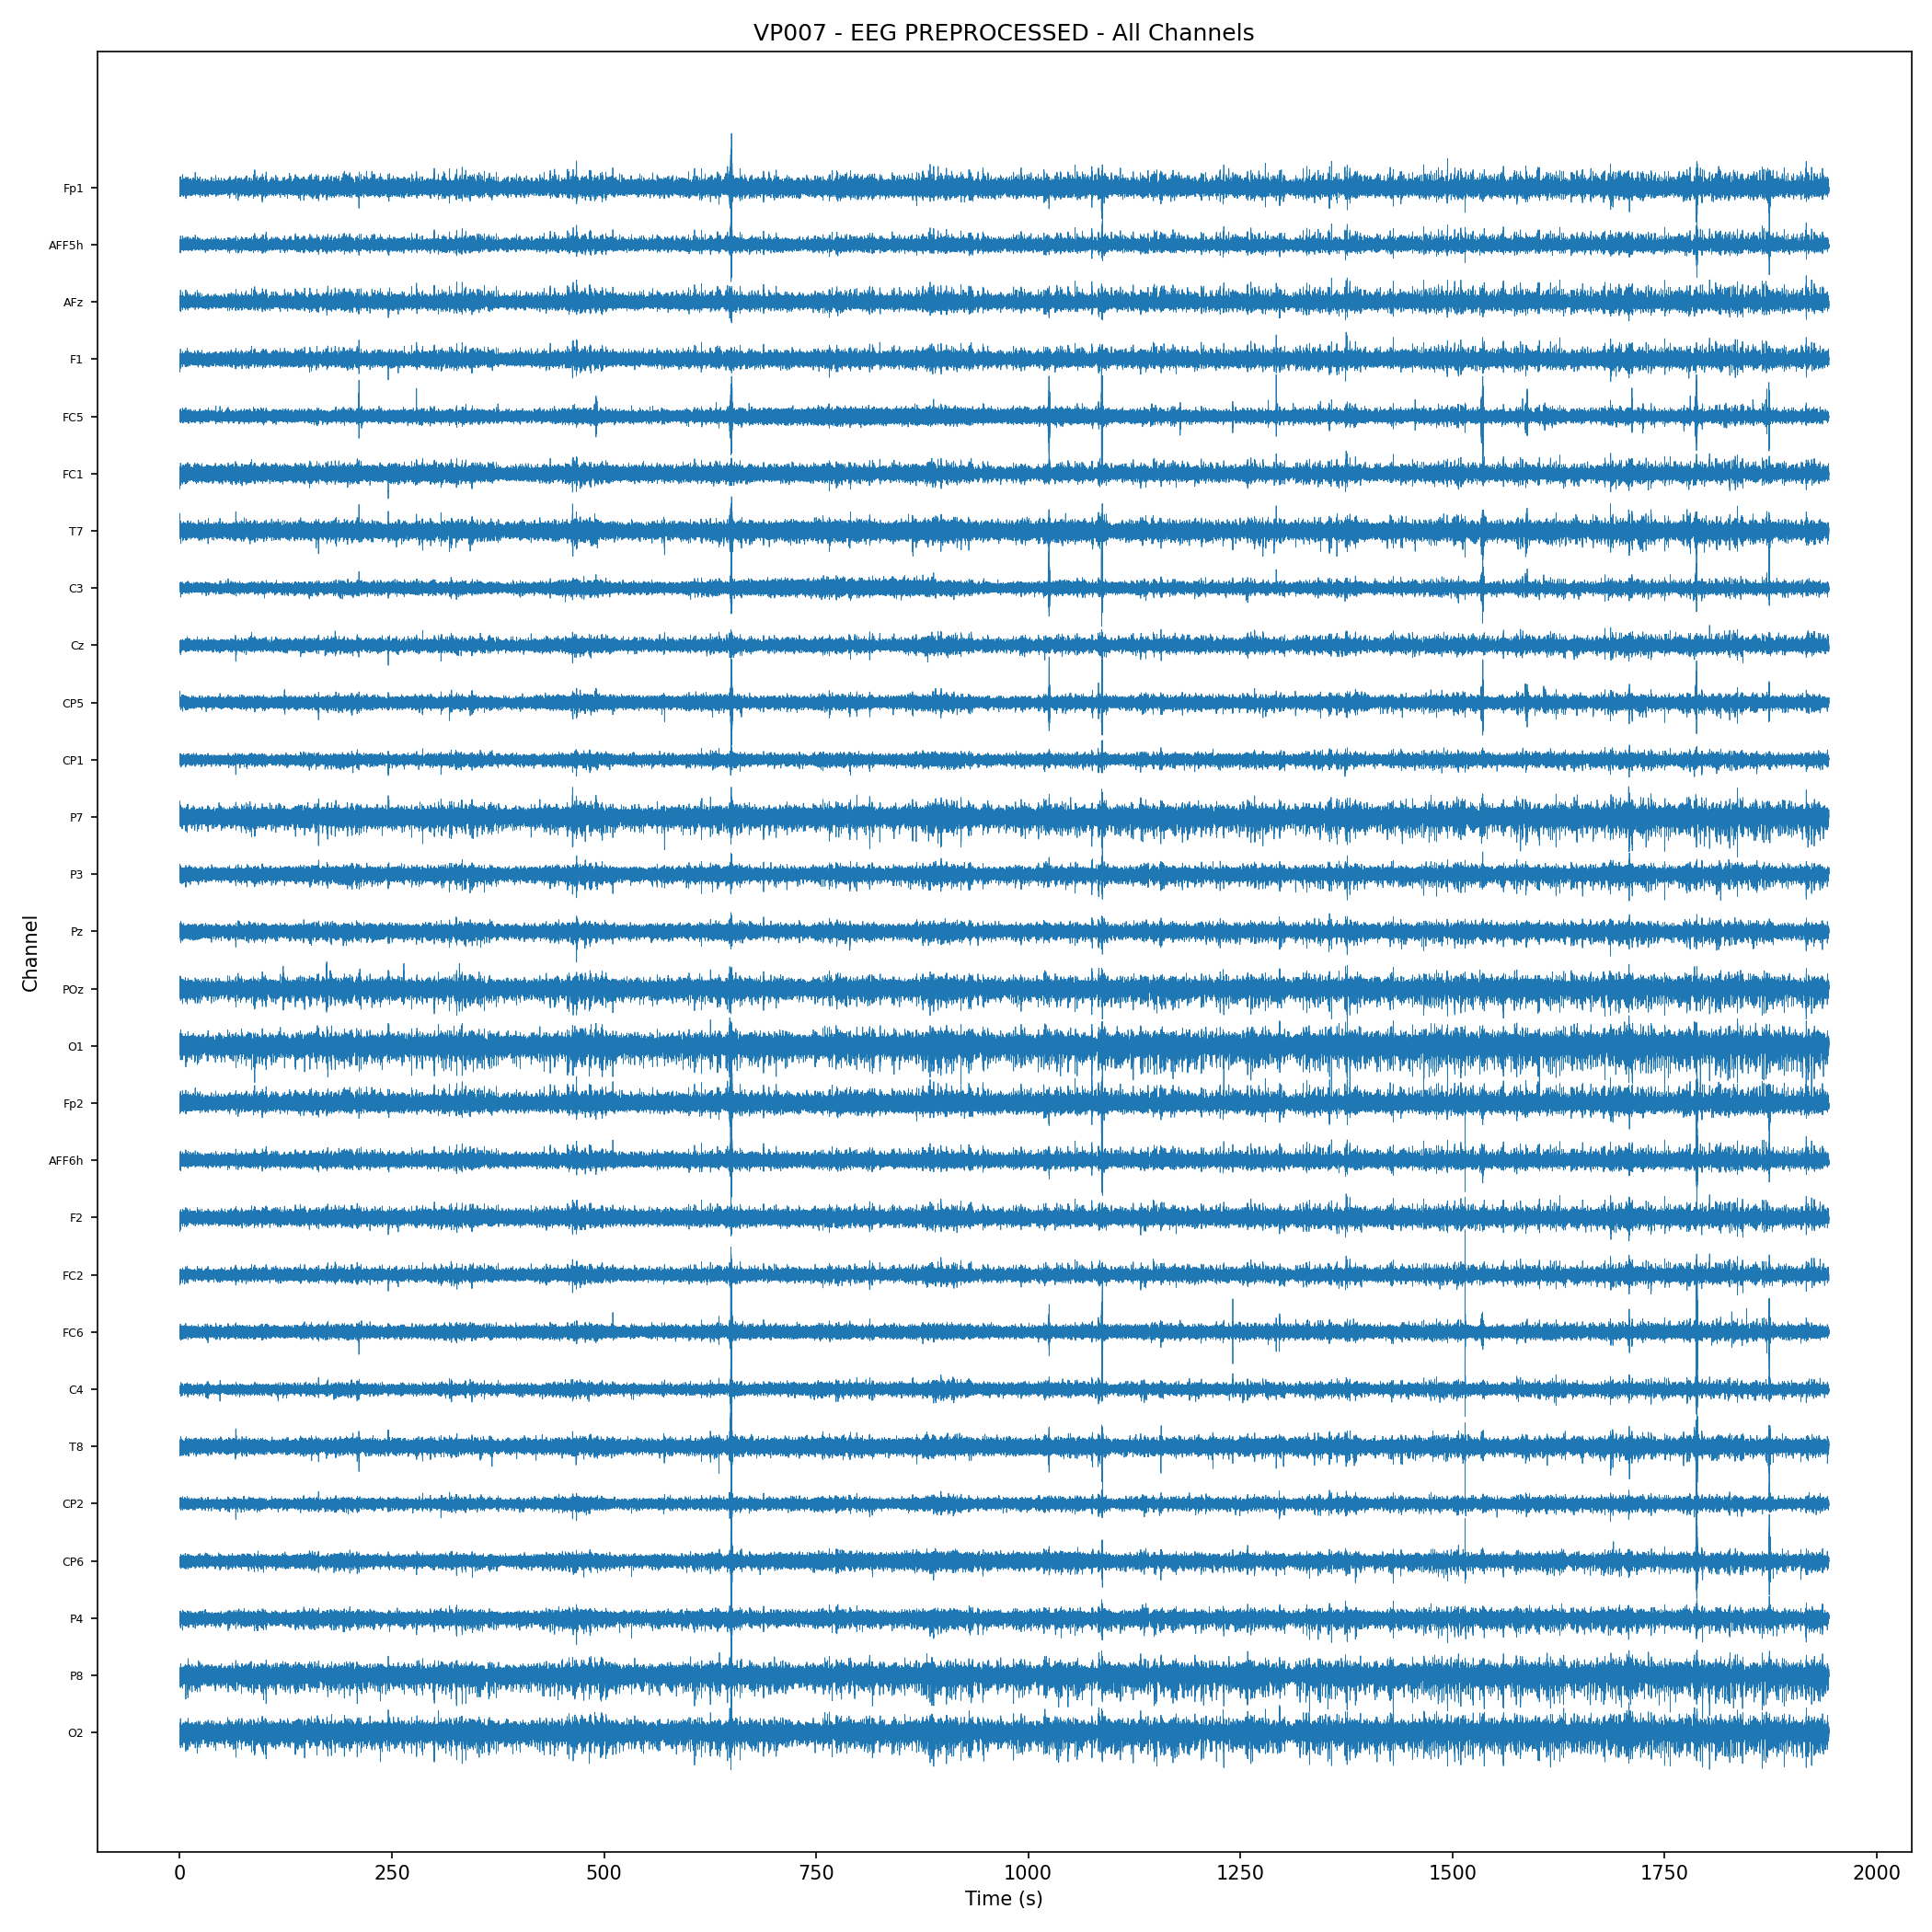 VP007 - EEG PREPROCESSED - All Channels
Fp1
AFF5h
AFz
F1
FC5
FC1
T7
C3
Cz
CP5
CP1
P7
P3
Pz
POz
O1
Fp2
AFF6h
F2
FC2
FC6
C4
T8
CP2
CP6
P4
P8
O2
Channel
0 250 500 750 1000 1250 1500 1750 2000
Time (s)